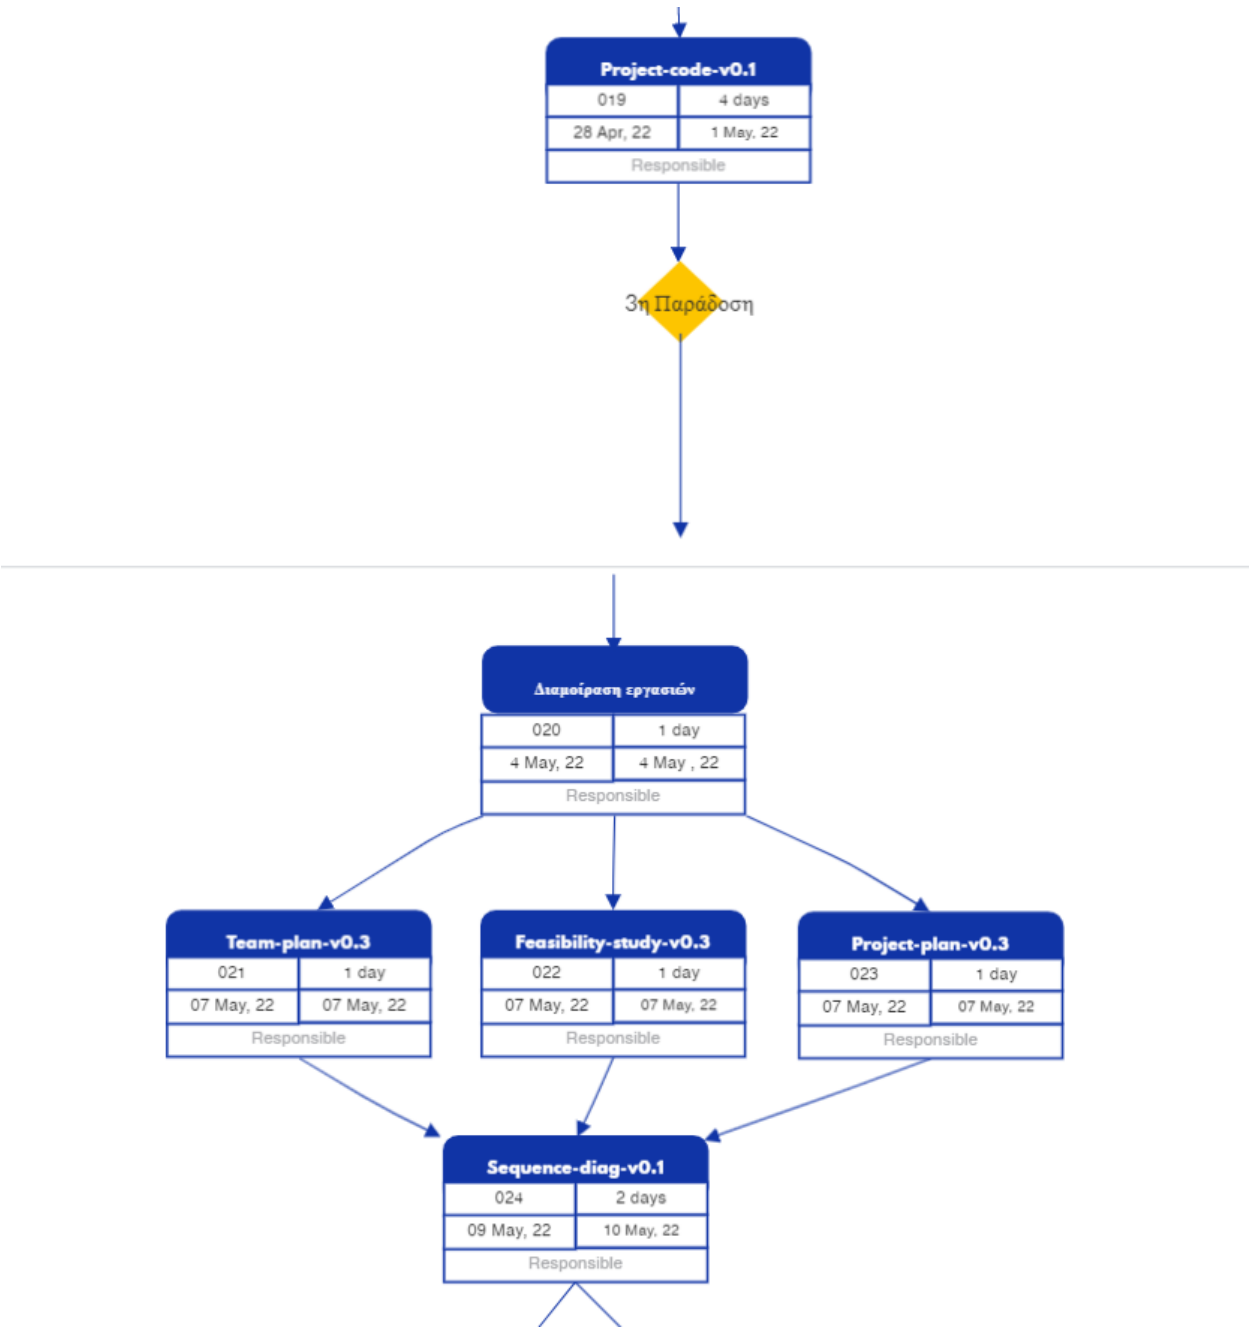 Project-code-v0.1
019 4 days
28 Apr, 22 1 May, 22
Responsible
3η Παράδοση
Διαμοίραση εργασιών
020 1 day
4 May, 22 4 May , 22
Responsible
Team-plan-v0.3 Feasibility-study-v0.3 Project-plan-v0.3
021 1 day 022 1 day 023 1 day
07 May, 22 07 May, 22 07 May, 22 07 May, 22 07 May, 22 07 May, 22
Responsible Responsible Responsible
Sequence-diag-v0.1
024 2 days
09 May, 22 10 May, 22
Responsible